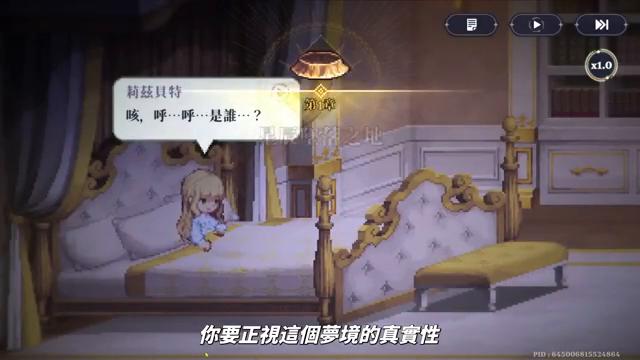 x1.0
第1章
莉茲貝特
咳，呼…呼…是誰…？
你要正視這個夢境的真實性
PID : 645006815524864